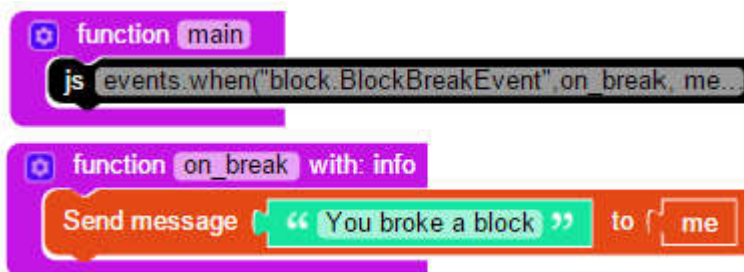 function main
js events.when("block.BlockBreakEvent",on_break, me...
function on_break with: info
Send message “ You broke a block ” to me